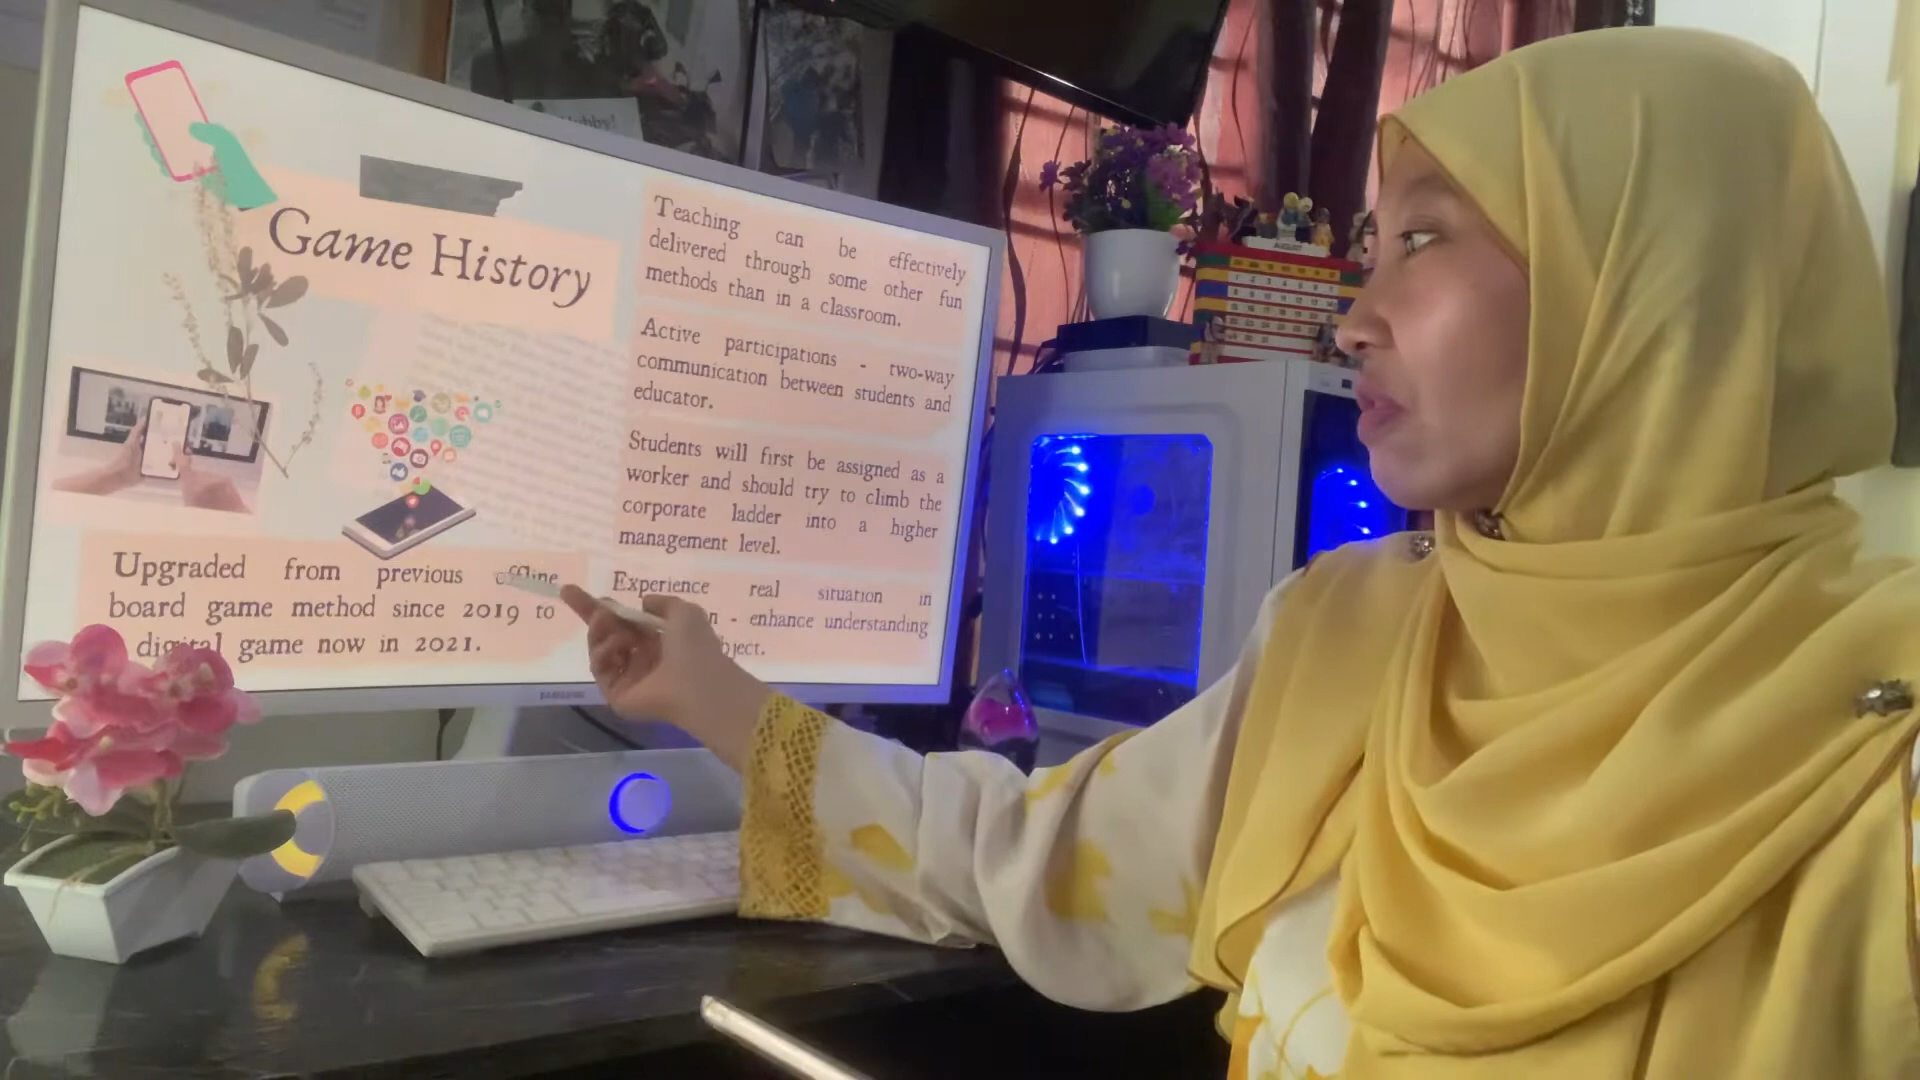 Game History
Teaching can be effectively
delivered through some other fun
methods than in a classroom.
Active participations - two-way
communication between students and
educator.
Students will first be assigned as a
worker and should try to climb the
corporate ladder into a higher
management level.
Experience real situation in
- enhance understanding
Upgraded from previous offline
board game method since 2019 to
digital game now in 2021.
SAMSUNG
AUGUST